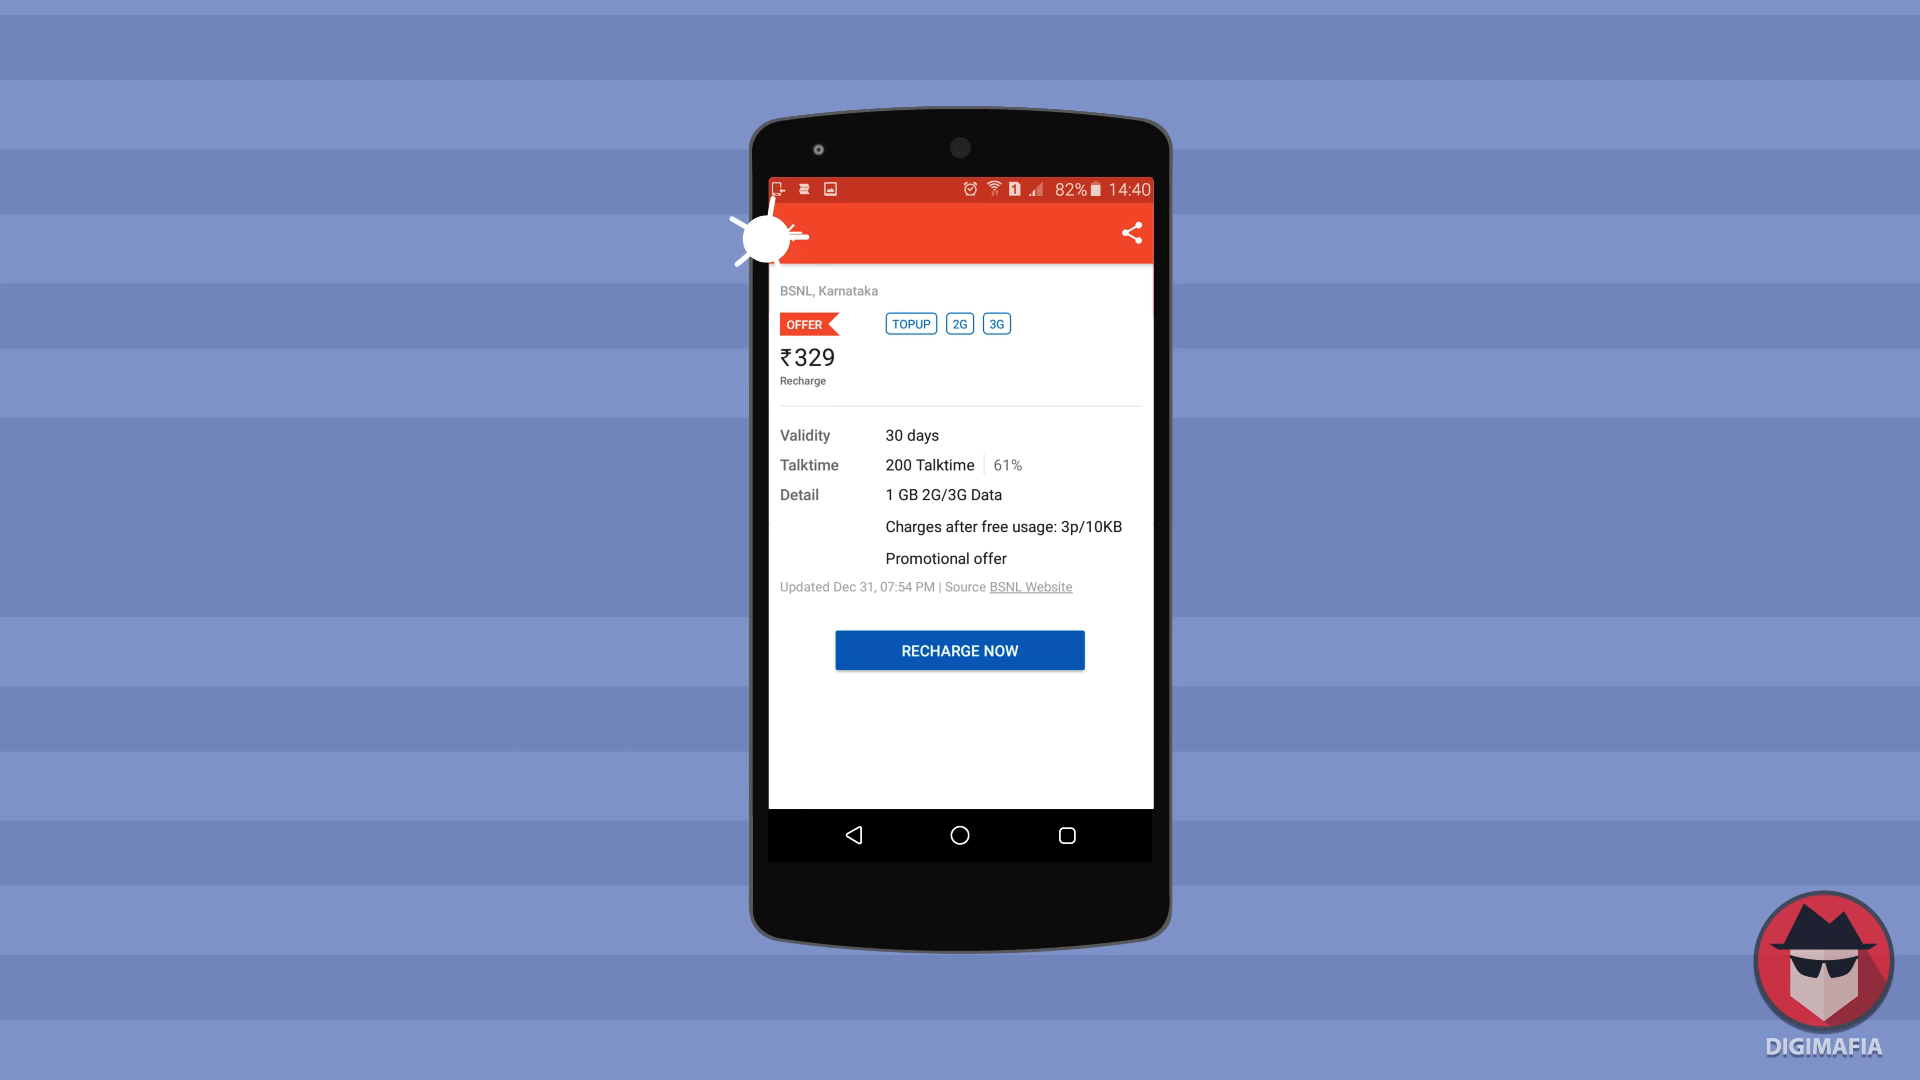 1 82% 14:40
BSNL, Karnataka
OFFER TOPUP 2G 3G
₹329
Recharge
Validity 30 days
Talktime 200 Talktime 61%
Detail 1 GB 2G/3G Data
Charges after free usage: 3p/10KB
Promotional offer
Updated Dec 31, 07:54 PM | Source BSNL Website
RECHARGE NOW
DIGIMAFIA